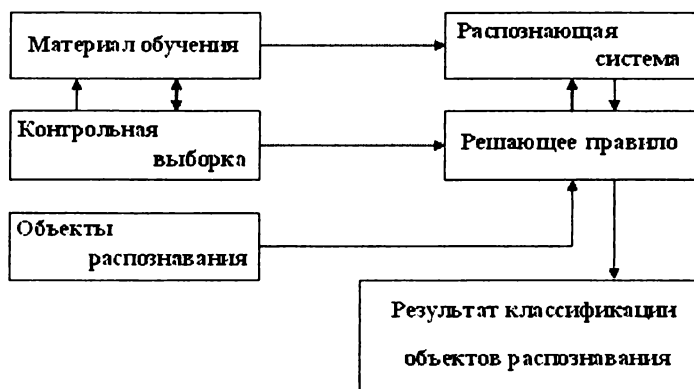 Материал обучения
Распознающая
система
Контрольная
выборка
Решающее правило
Объекты
распознавания
Результат классификации
объектов распознавания